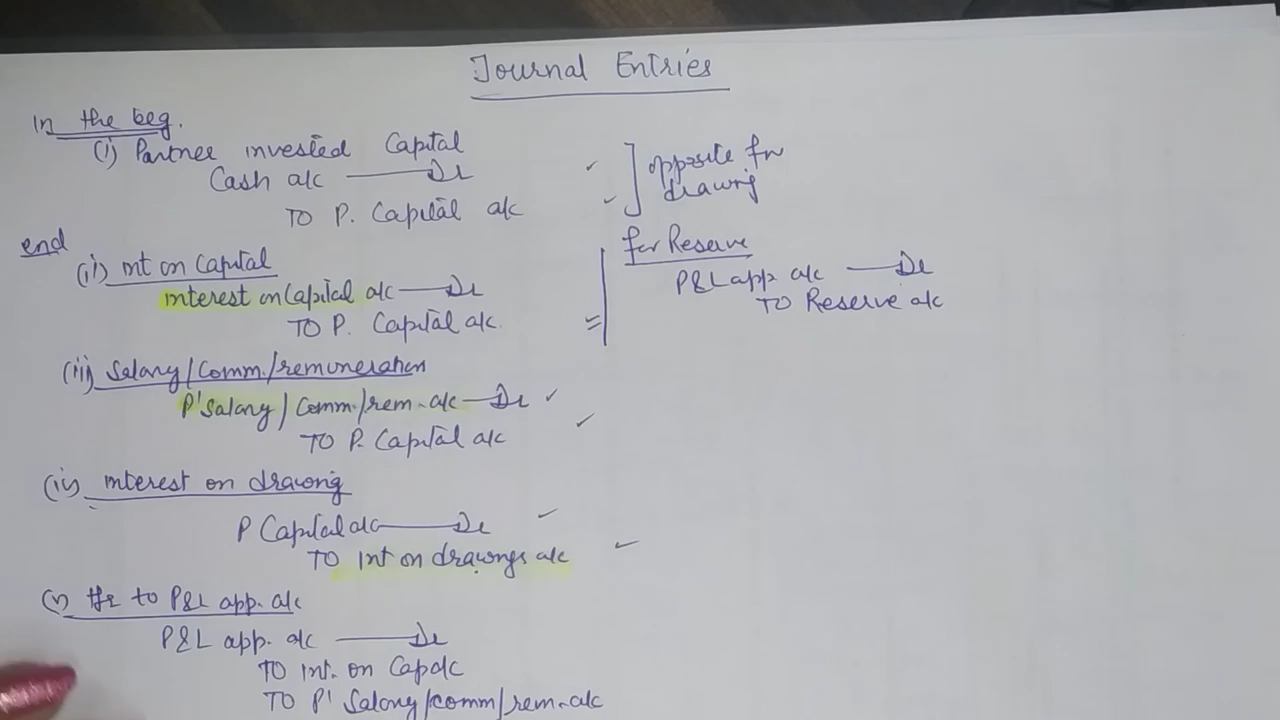 Journal Entries
In the beg.
(i) Partner invested Capital
Cash a/c —— Dr
TO P. Capital a/c
] opposite for
drawing
end
(ii) Int on Capital
interest on Capital a/c —— Dr
TO P. Capital a/c.
for Reserve
P&L app. a/c —— Dr
TO Reserve a/c
(iii) Salary/Comm./remuneration
P' Salary/Comm./rem. a/c —— Dr
TO P. Capital a/c
(iv) interest on drawing
P Capital a/c —— Dr
TO Int on drawings a/c
(v) tfr to P&L app. a/c
P&L app. a/c —— Dr
TO Int. on Cap a/c
TO P' Salary/comm/rem. a/c